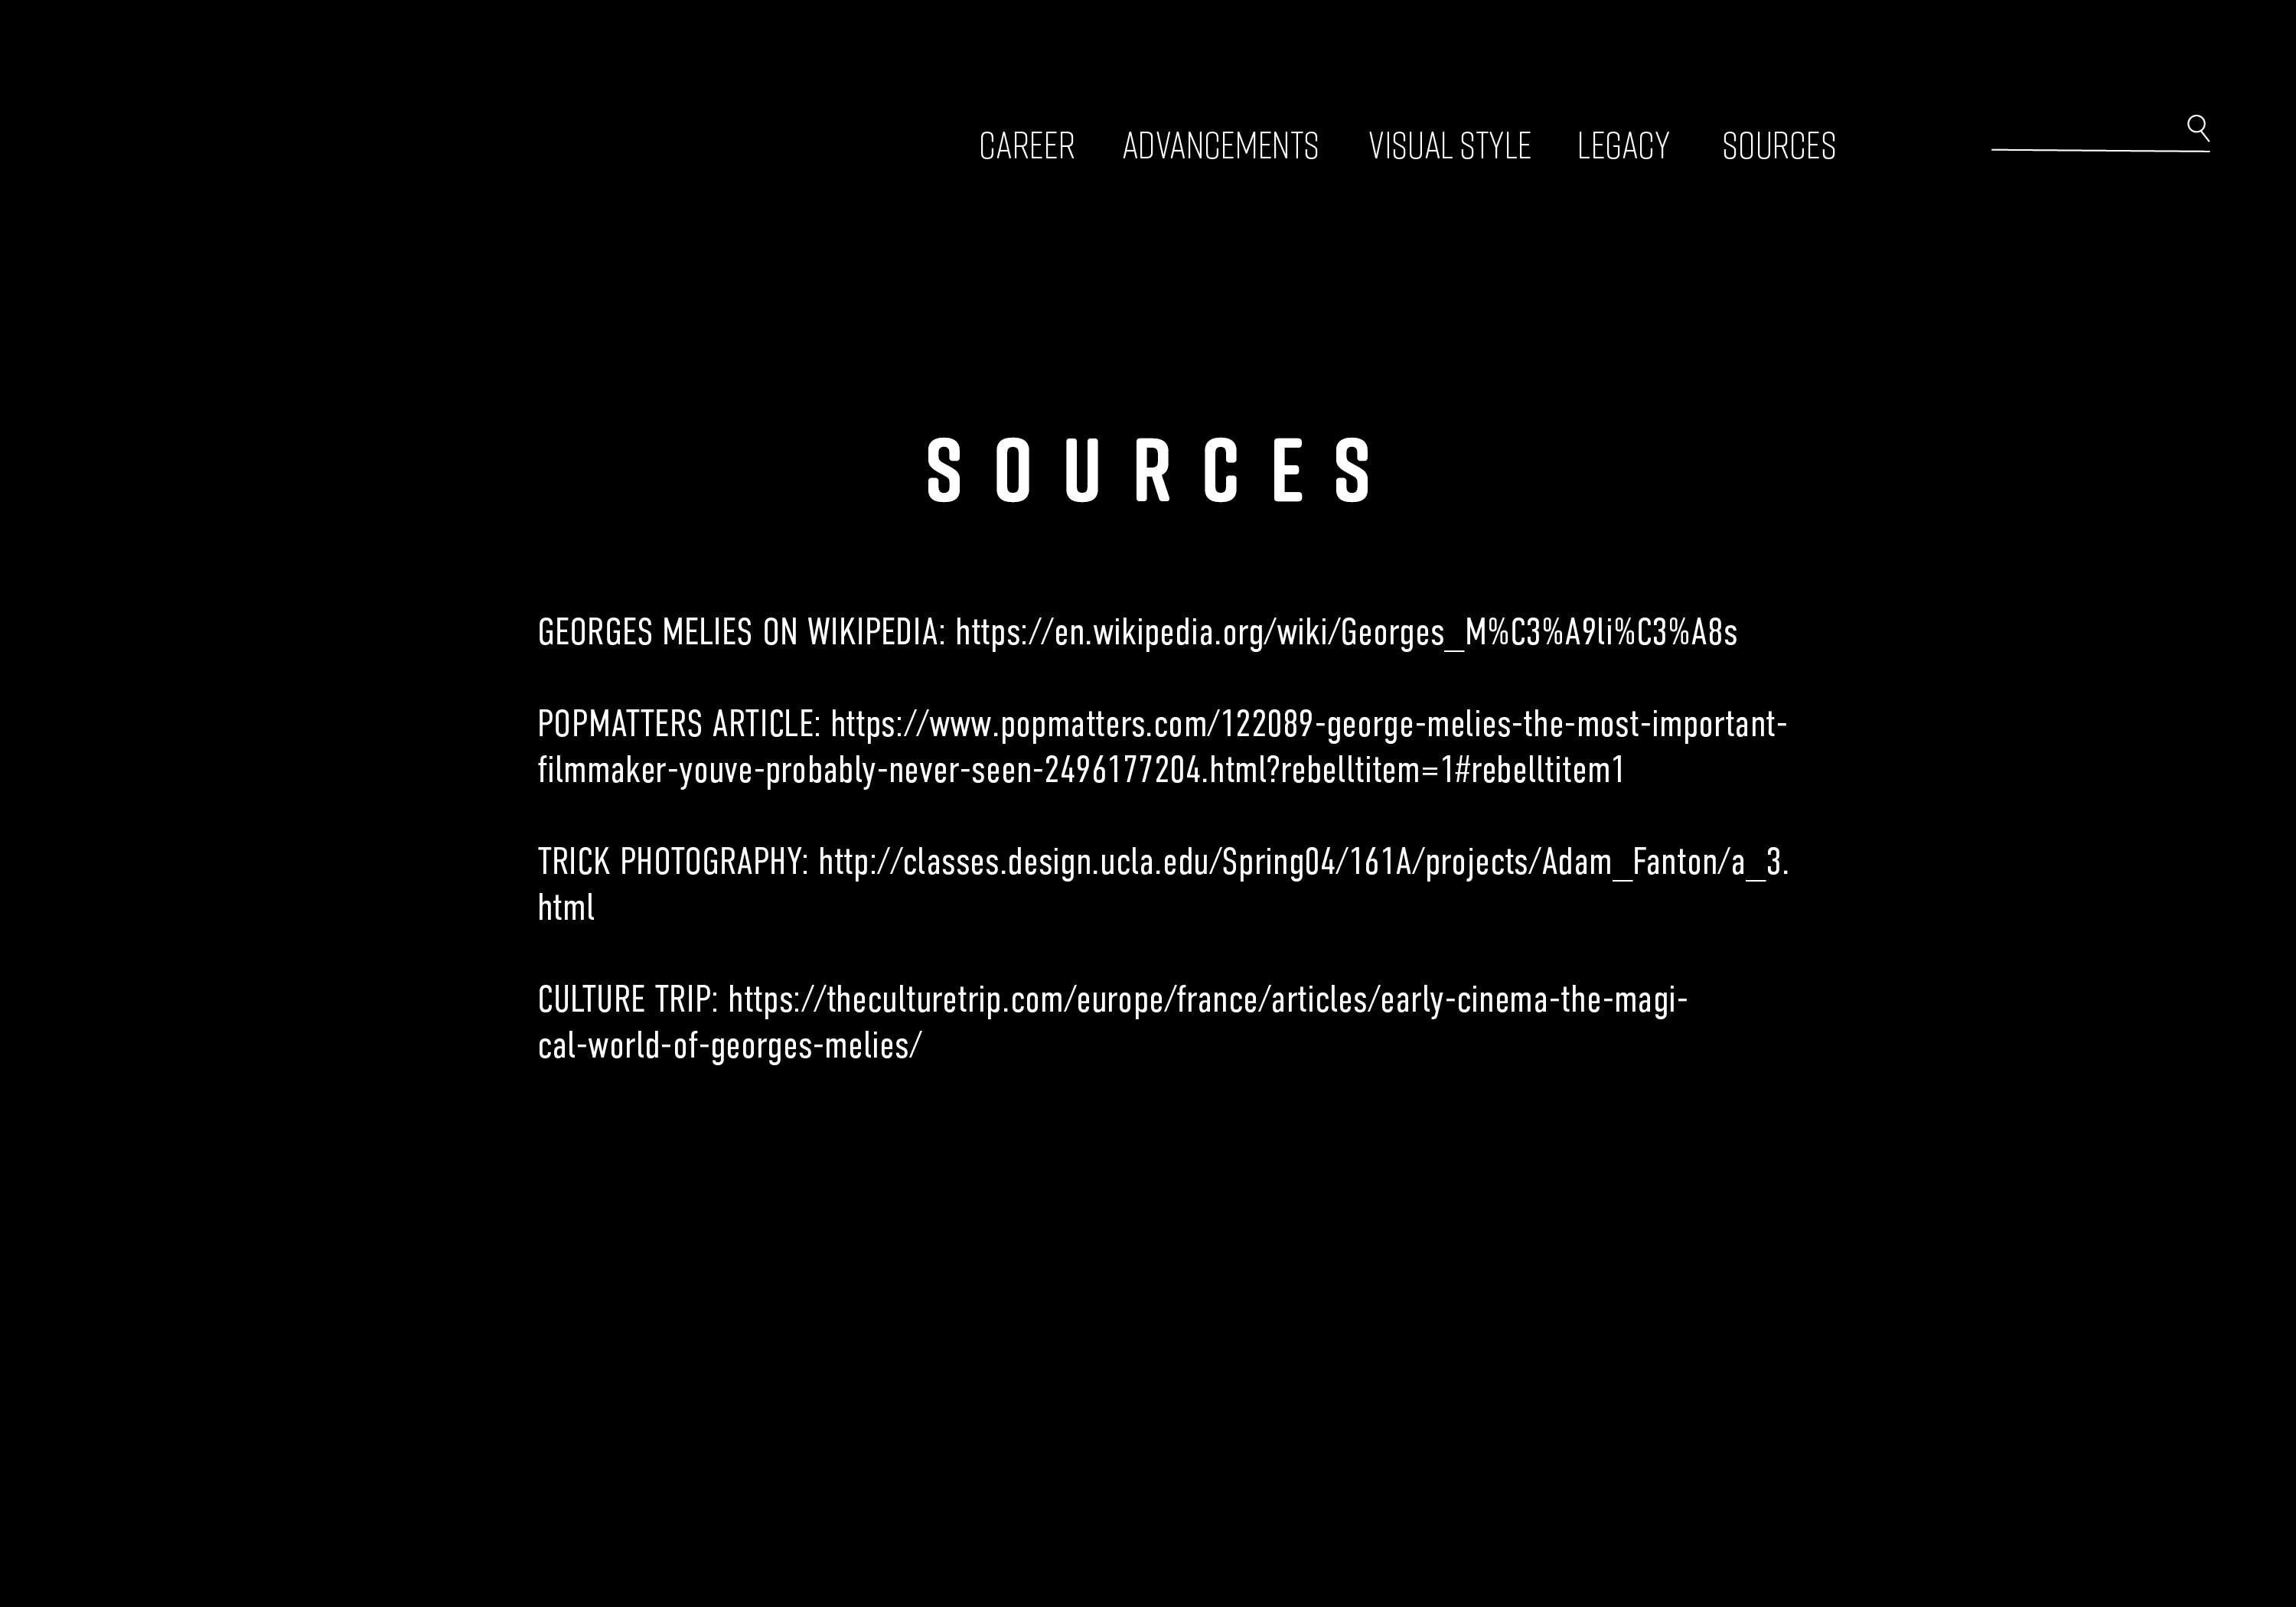 CAREER ADVANCEMENTS VISUAL STYLE LEGACY SOURCES
SOURCES
GEORGES MELIES ON WIKIPEDIA: https://en.wikipedia.org/wiki/Georges_M%C3%A9li%C3%A8s
POPMATTERS ARTICLE: https://www.popmatters.com/122089-george-melies-the-most-important-
filmmaker-youve-probably-never-seen-2496177204.html?rebelltitem=1#rebelltitem1
TRICK PHOTOGRAPHY: http://classes.design.ucla.edu/Spring04/161A/projects/Adam_Fanton/a_3.
html
CULTURE TRIP: https://theculturetrip.com/europe/france/articles/early-cinema-the-magi-
cal-world-of-georges-melies/